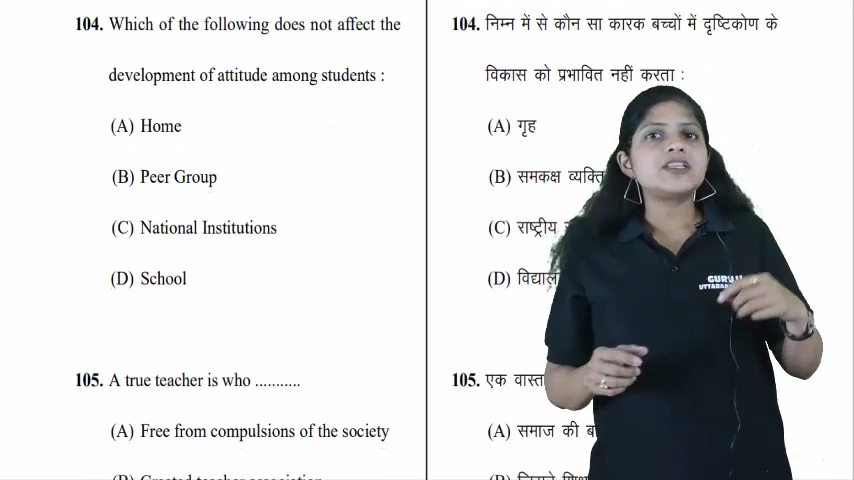 104. Which of the following does not affect the
development of attitude among students :
(A) Home
(B) Peer Group
(C) National Institutions
(D) School
105. A true teacher is who ...........
(A) Free from compulsions of the society
104. निम्न में से कौन सा कारक बच्चों में दृष्टिकोण के
विकास को प्रभावित नहीं करता :
(A) गृह
(B) समकक्ष व्यक्ति
(C) राष्ट्रीय
(D)
105. एक
(A) समाज की
GURUJI